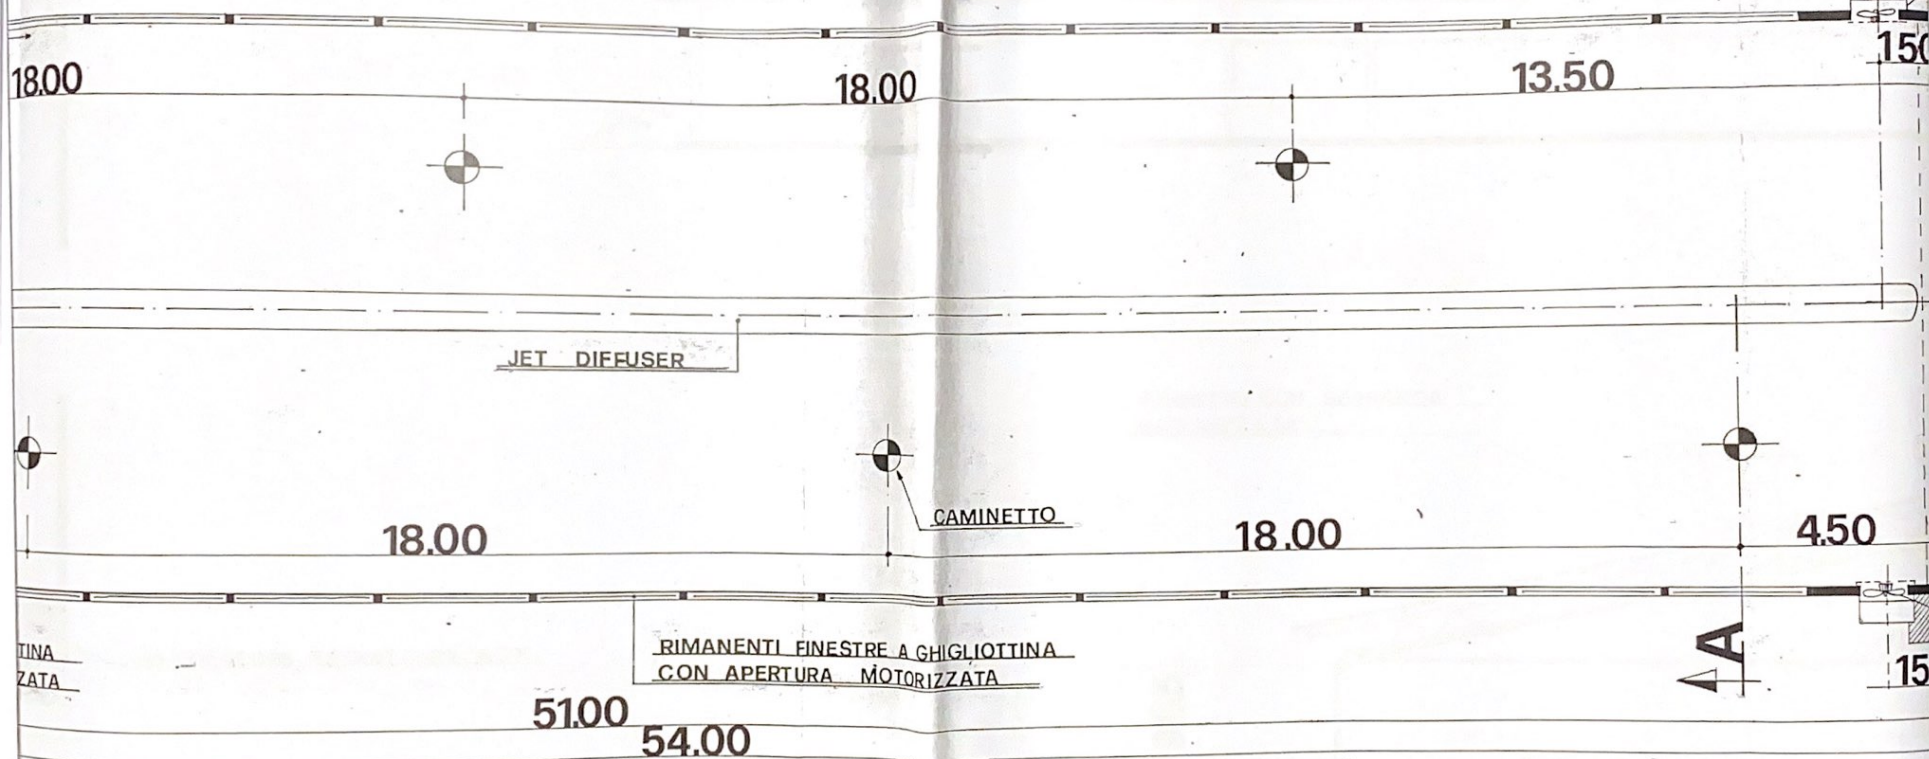 18.00
18.00
13.50
150
JET DIFFUSER
CAMINETTO
18.00
18.00
4.50
TINA
ZATA
RIMANENTI FINESTRE A GHIGLIOTTINA
CON APERTURA MOTORIZZATA
A
15
51.00
54.00